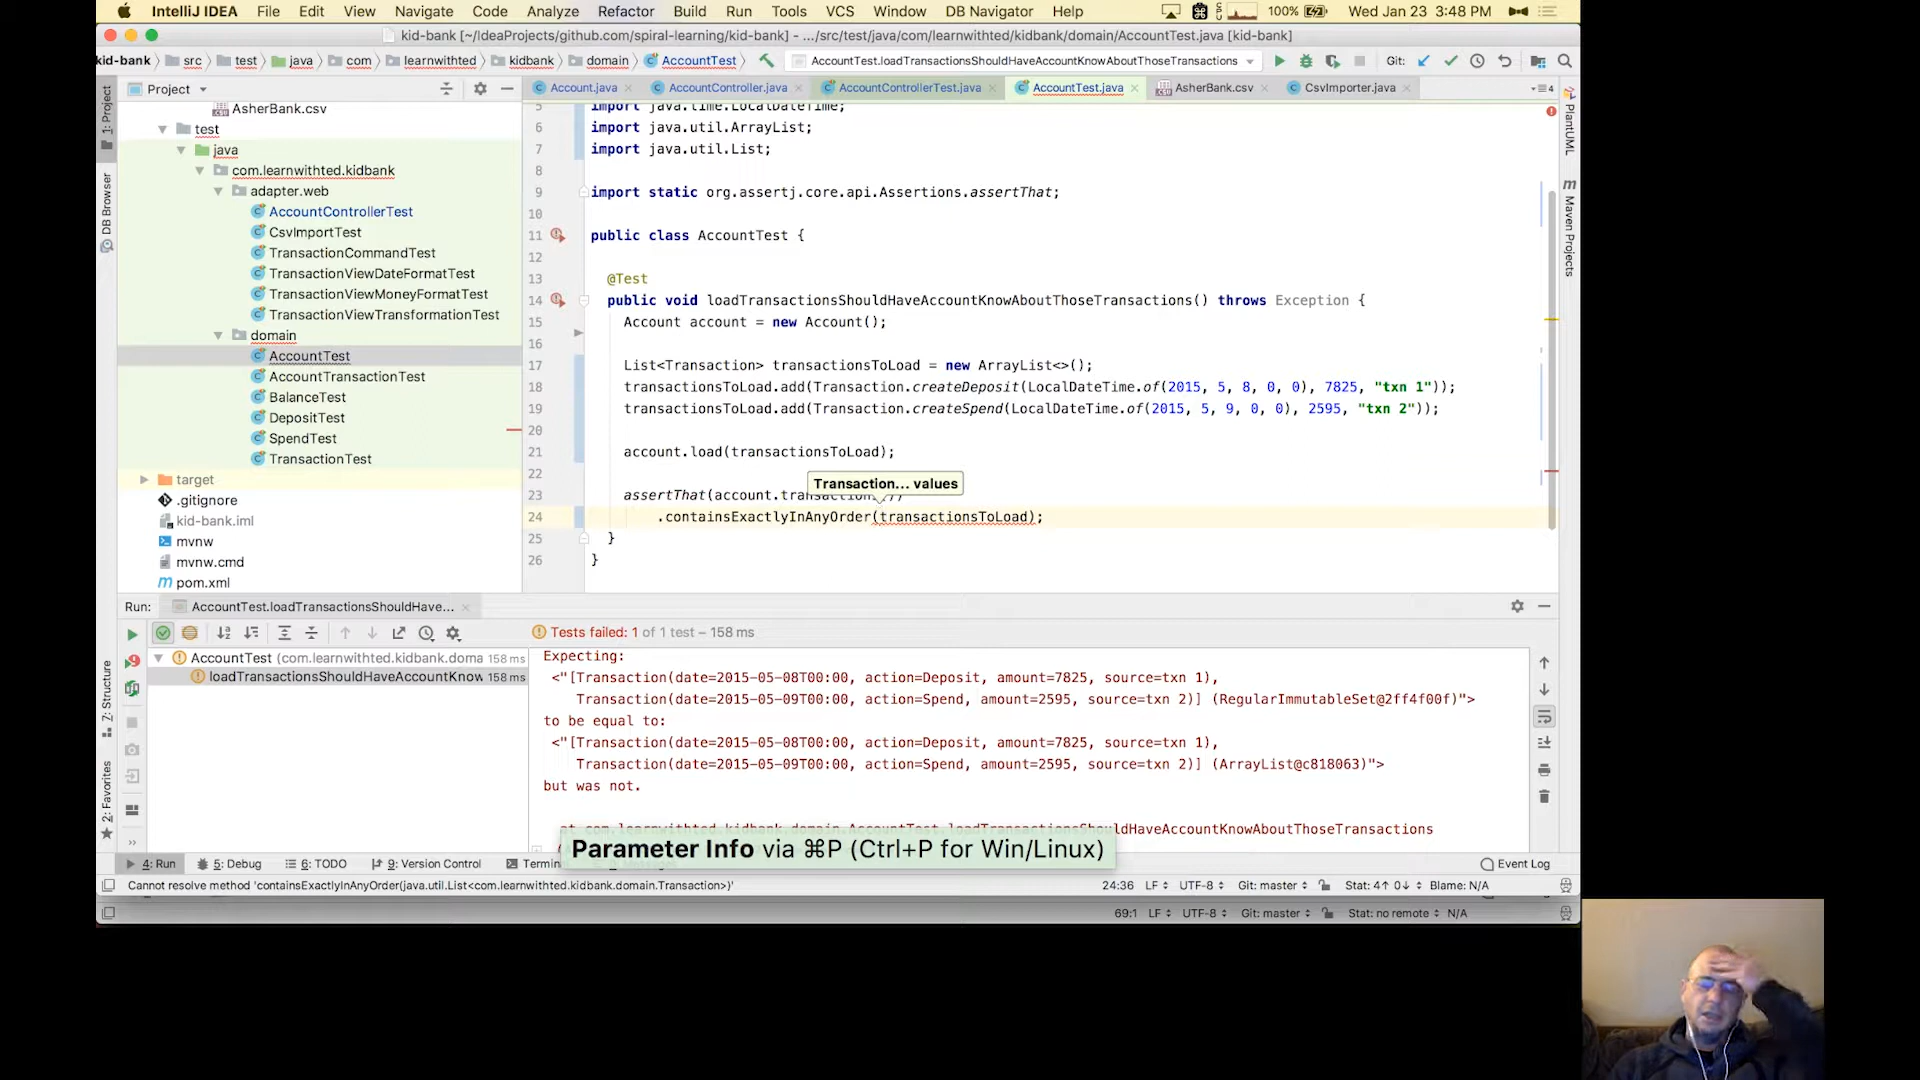 IntelliJ IDEA File Edit View Navigate Code Analyze Refactor Build Run Tools VCS Window DB Navigator Help 100% Wed Jan 23 3:48 PM
kid-bank [~/IdeaProjects/github.com/spiral-learning/kid-bank] - .../src/test/java/com/learnwithted/kidbank/domain/AccountTest.java [kid-bank]
kid-bank src test java com learnwithted kidbank domain AccountTest AccountTest.loadTransactionsShouldHaveAccountKnowAboutThoseTransactions Git:
Project Account.java AccountController.java AccountControllerTest.java AccountTest.java AsherBank.csv CsvImporter.java
1: Project
DB Browser
7: Structure
2: Favorites
PlantUML
Maven Projects
AsherBank.csv
test
java
com.learnwithted.kidbank
adapter.web
AccountControllerTest
CsvImportTest
TransactionCommandTest
TransactionViewDateFormatTest
TransactionViewMoneyFormatTest
TransactionViewTransformationTest
domain
AccountTest
AccountTransactionTest
BalanceTest
DepositTest
SpendTest
TransactionTest
target
.gitignore
kid-bank.iml
mvnw
mvnw.cmd
pom.xml
5 import java.time.LocalDateTime;
6 import java.util.ArrayList;
7 import java.util.List;
8
9 import static org.assertj.core.api.Assertions.assertThat;
10
11 public class AccountTest {
12
13 @Test
14 public void loadTransactionsShouldHaveAccountKnowAboutThoseTransactions() throws Exception {
15 Account account = new Account();
16
17 List<Transaction> transactionsToLoad = new ArrayList<>();
18 transactionsToLoad.add(Transaction.createDeposit(LocalDateTime.of(2015, 5, 8, 0, 0), 7825, "txn 1"));
19 transactionsToLoad.add(Transaction.createSpend(LocalDateTime.of(2015, 5, 9, 0, 0), 2595, "txn 2"));
20
21 account.load(transactionsToLoad);
22
Transaction... values
23 assertThat(account.transactions())
24 .containsExactlyInAnyOrder(transactionsToLoad);
25 }
26 }
Run: AccountTest.loadTransactionsShouldHave...
Tests failed: 1 of 1 test – 158 ms
AccountTest (com.learnwithted.kidbank.doma 158 ms
loadTransactionsShouldHaveAccountKnow 158 ms
Expecting:
<"[Transaction(date=2015-05-08T00:00, action=Deposit, amount=7825, source=txn 1),
Transaction(date=2015-05-09T00:00, action=Spend, amount=2595, source=txn 2)] (RegularImmutableSet@2ff4f00f)">
to be equal to:
<"[Transaction(date=2015-05-08T00:00, action=Deposit, amount=7825, source=txn 1),
Transaction(date=2015-05-09T00:00, action=Spend, amount=2595, source=txn 2)] (ArrayList@c818063)">
but was not.
at com.learnwithted.kidbank.domain.AccountTest.loadTransactionsShouldHaveAccountKnowAboutThoseTransactions
Parameter Info via ⌘P (Ctrl+P for Win/Linux)
4: Run 5: Debug 6: TODO 9: Version Control Termin Event Log
Cannot resolve method 'containsExactlyInAnyOrder(java.util.List<com.learnwithted.kidbank.domain.Transaction>)' 24:36 LF UTF-8 Git: master Stat: 4↑ 0↓ Blame: N/A
69:1 LF UTF-8 Git: master Stat: no remote N/A